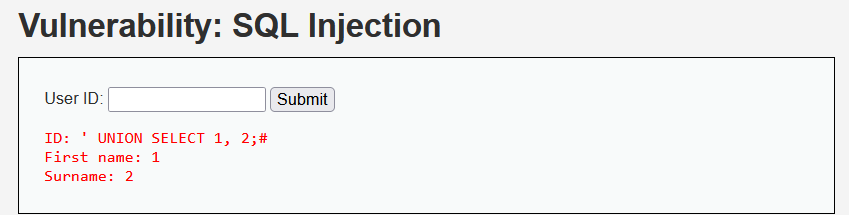 Vulnerability: SQL Injection
User ID: Submit
ID: ' UNION SELECT 1, 2;#
First name: 1
Surname: 2